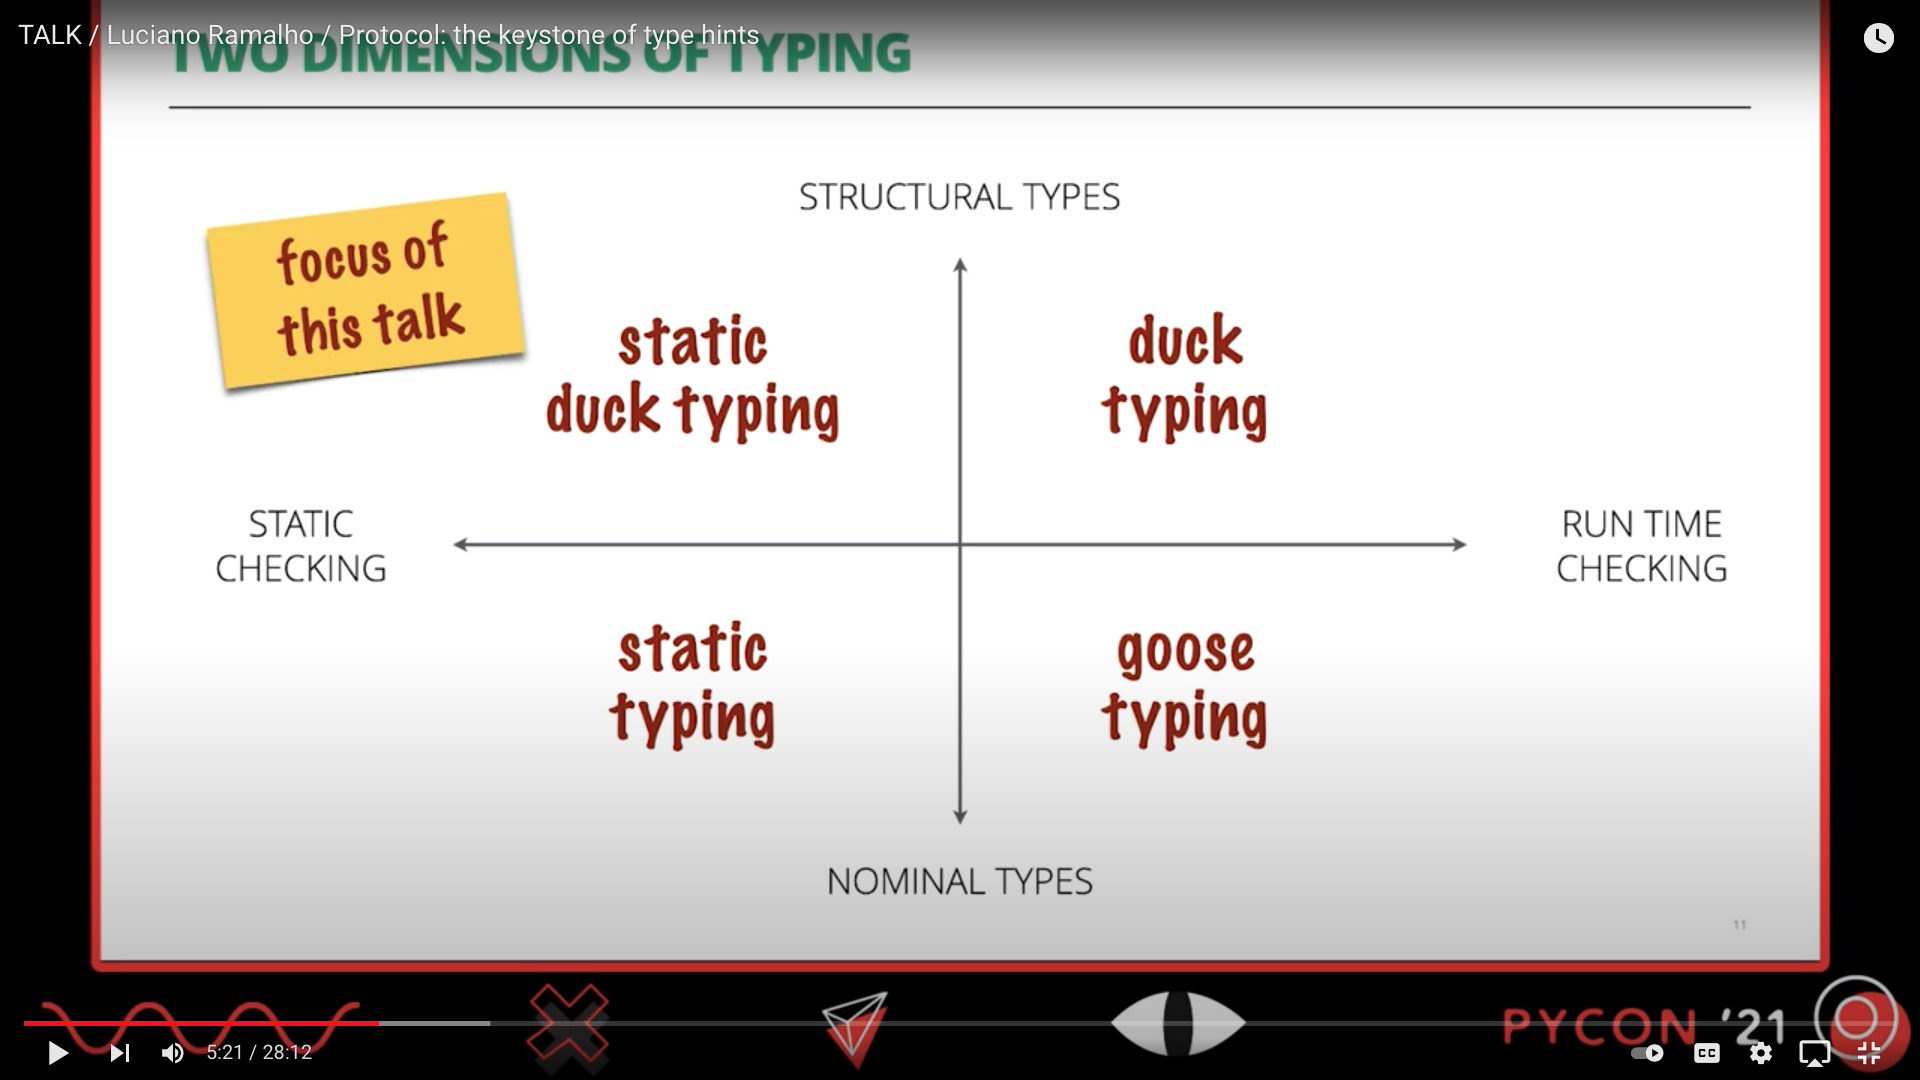 TALK / Luciano Ramalho / Protocol: the keystone of type hints
TWO DIMENSIONS OF TYPING
STRUCTURAL TYPES
focus of
this talk
static
duck typing
duck
typing
STATIC
CHECKING
RUN TIME
CHECKING
static
typing
goose
typing
NOMINAL TYPES
11
PYCON '21
5:21 / 28:12
CC